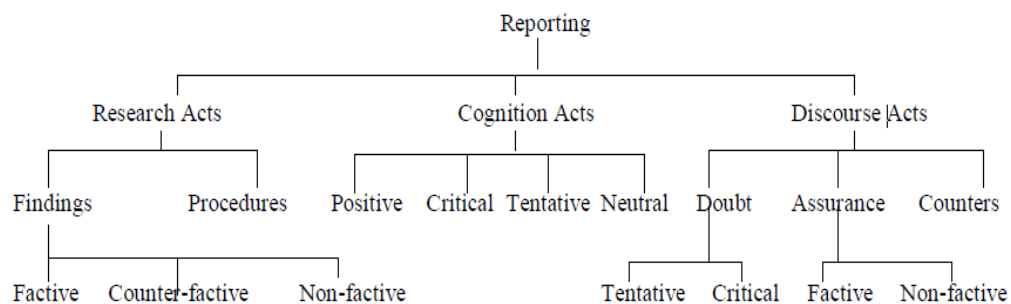 Reporting
Research Acts Cognition Acts Discourse Acts
Findings Procedures Positive Critical Tentative Neutral Doubt Assurance Counters
Factive Counter-factive Non-factive Tentative Critical Factive Non-factive